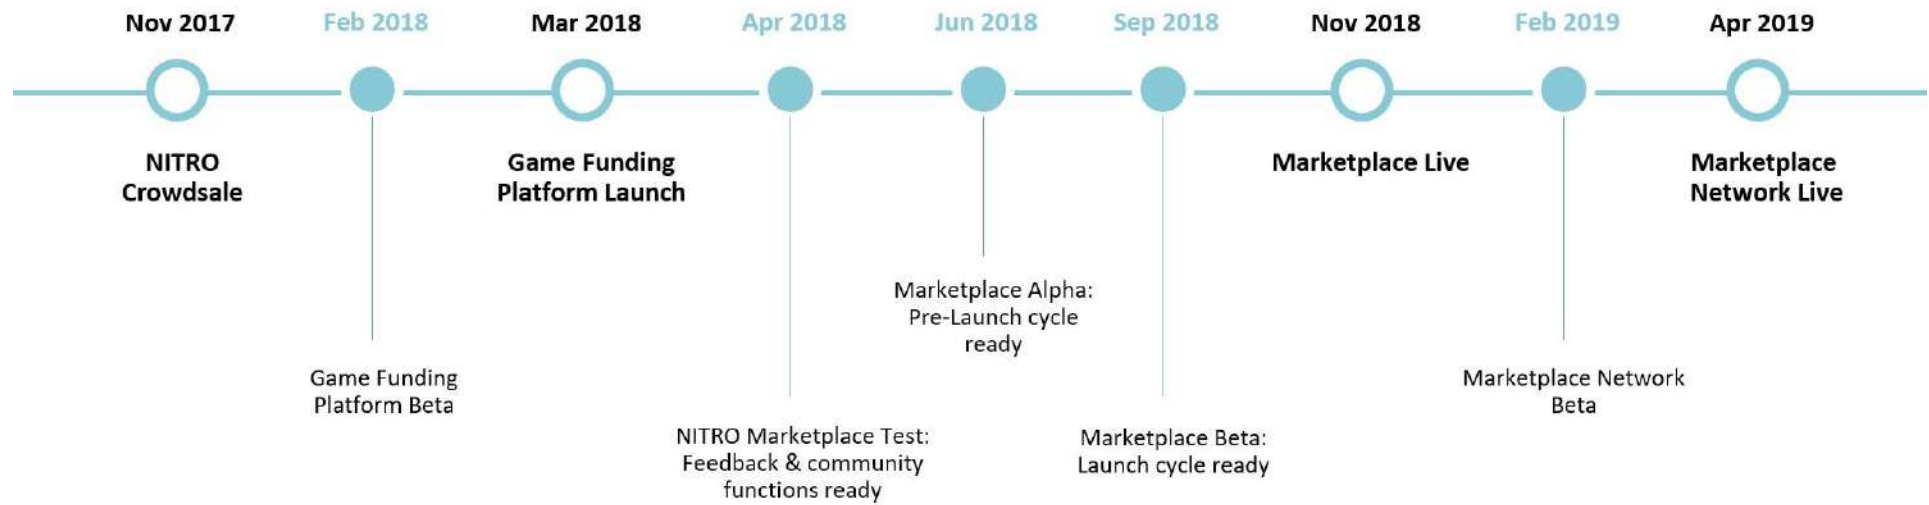 Nov 2017
Feb 2018
Mar 2018
Apr 2018
Jun 2018
Sep 2018
Nov 2018
Feb 2019
Apr 2019
NITRO
Crowdsale
Game Funding
Platform Launch
Marketplace Live
Marketplace
Network Live
Game Funding
Platform Beta
NITRO Marketplace Test:
Feedback & community
functions ready
Marketplace Alpha:
Pre-Launch cycle
ready
Marketplace Beta:
Launch cycle ready
Marketplace Network
Beta